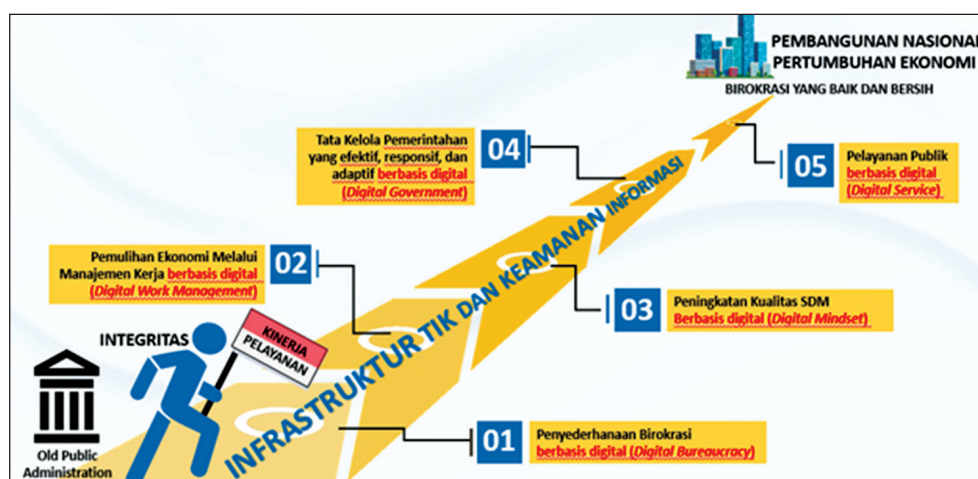 PEMBANGUNAN NASIONAL
PERTUMBUHAN EKONOMI
BIROKRASI YANG BAIK DAN BERSIH
Tata Kelola Pemerintahan
yang efektif, responsif, dan
adaptif berbasis digital
(Digital Government)
04
05
Pelayanan Publik
berbasis digital
(Digital Service)
Pemulihan Ekonomi Melalui
Manajemen Kerja berbasis digital
(Digital Work Management)
02
03
Peningkatan Kualitas SDM
Berbasis digital (Digital Mindset)
INTEGRITAS
KINERJA
PELAYANAN
INFRASTRUKTUR TIK DAN KEAMANAN INFORMASI
Old Public
Administration
01
Penyederhanaan Birokrasi
berbasis digital (Digital Bureaucracy)